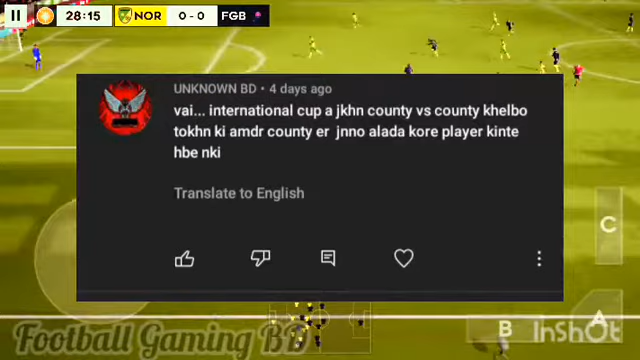 28:15 NOR 0 - 0 FGB
UNKNOWN BD • 4 days ago
vai... international cup a jkhn county vs county khelbo
tokhn ki amdr county er jnno alada kore player kinte
hbe nki
Translate to English
C
A
B InShOt
Football Gaming BD